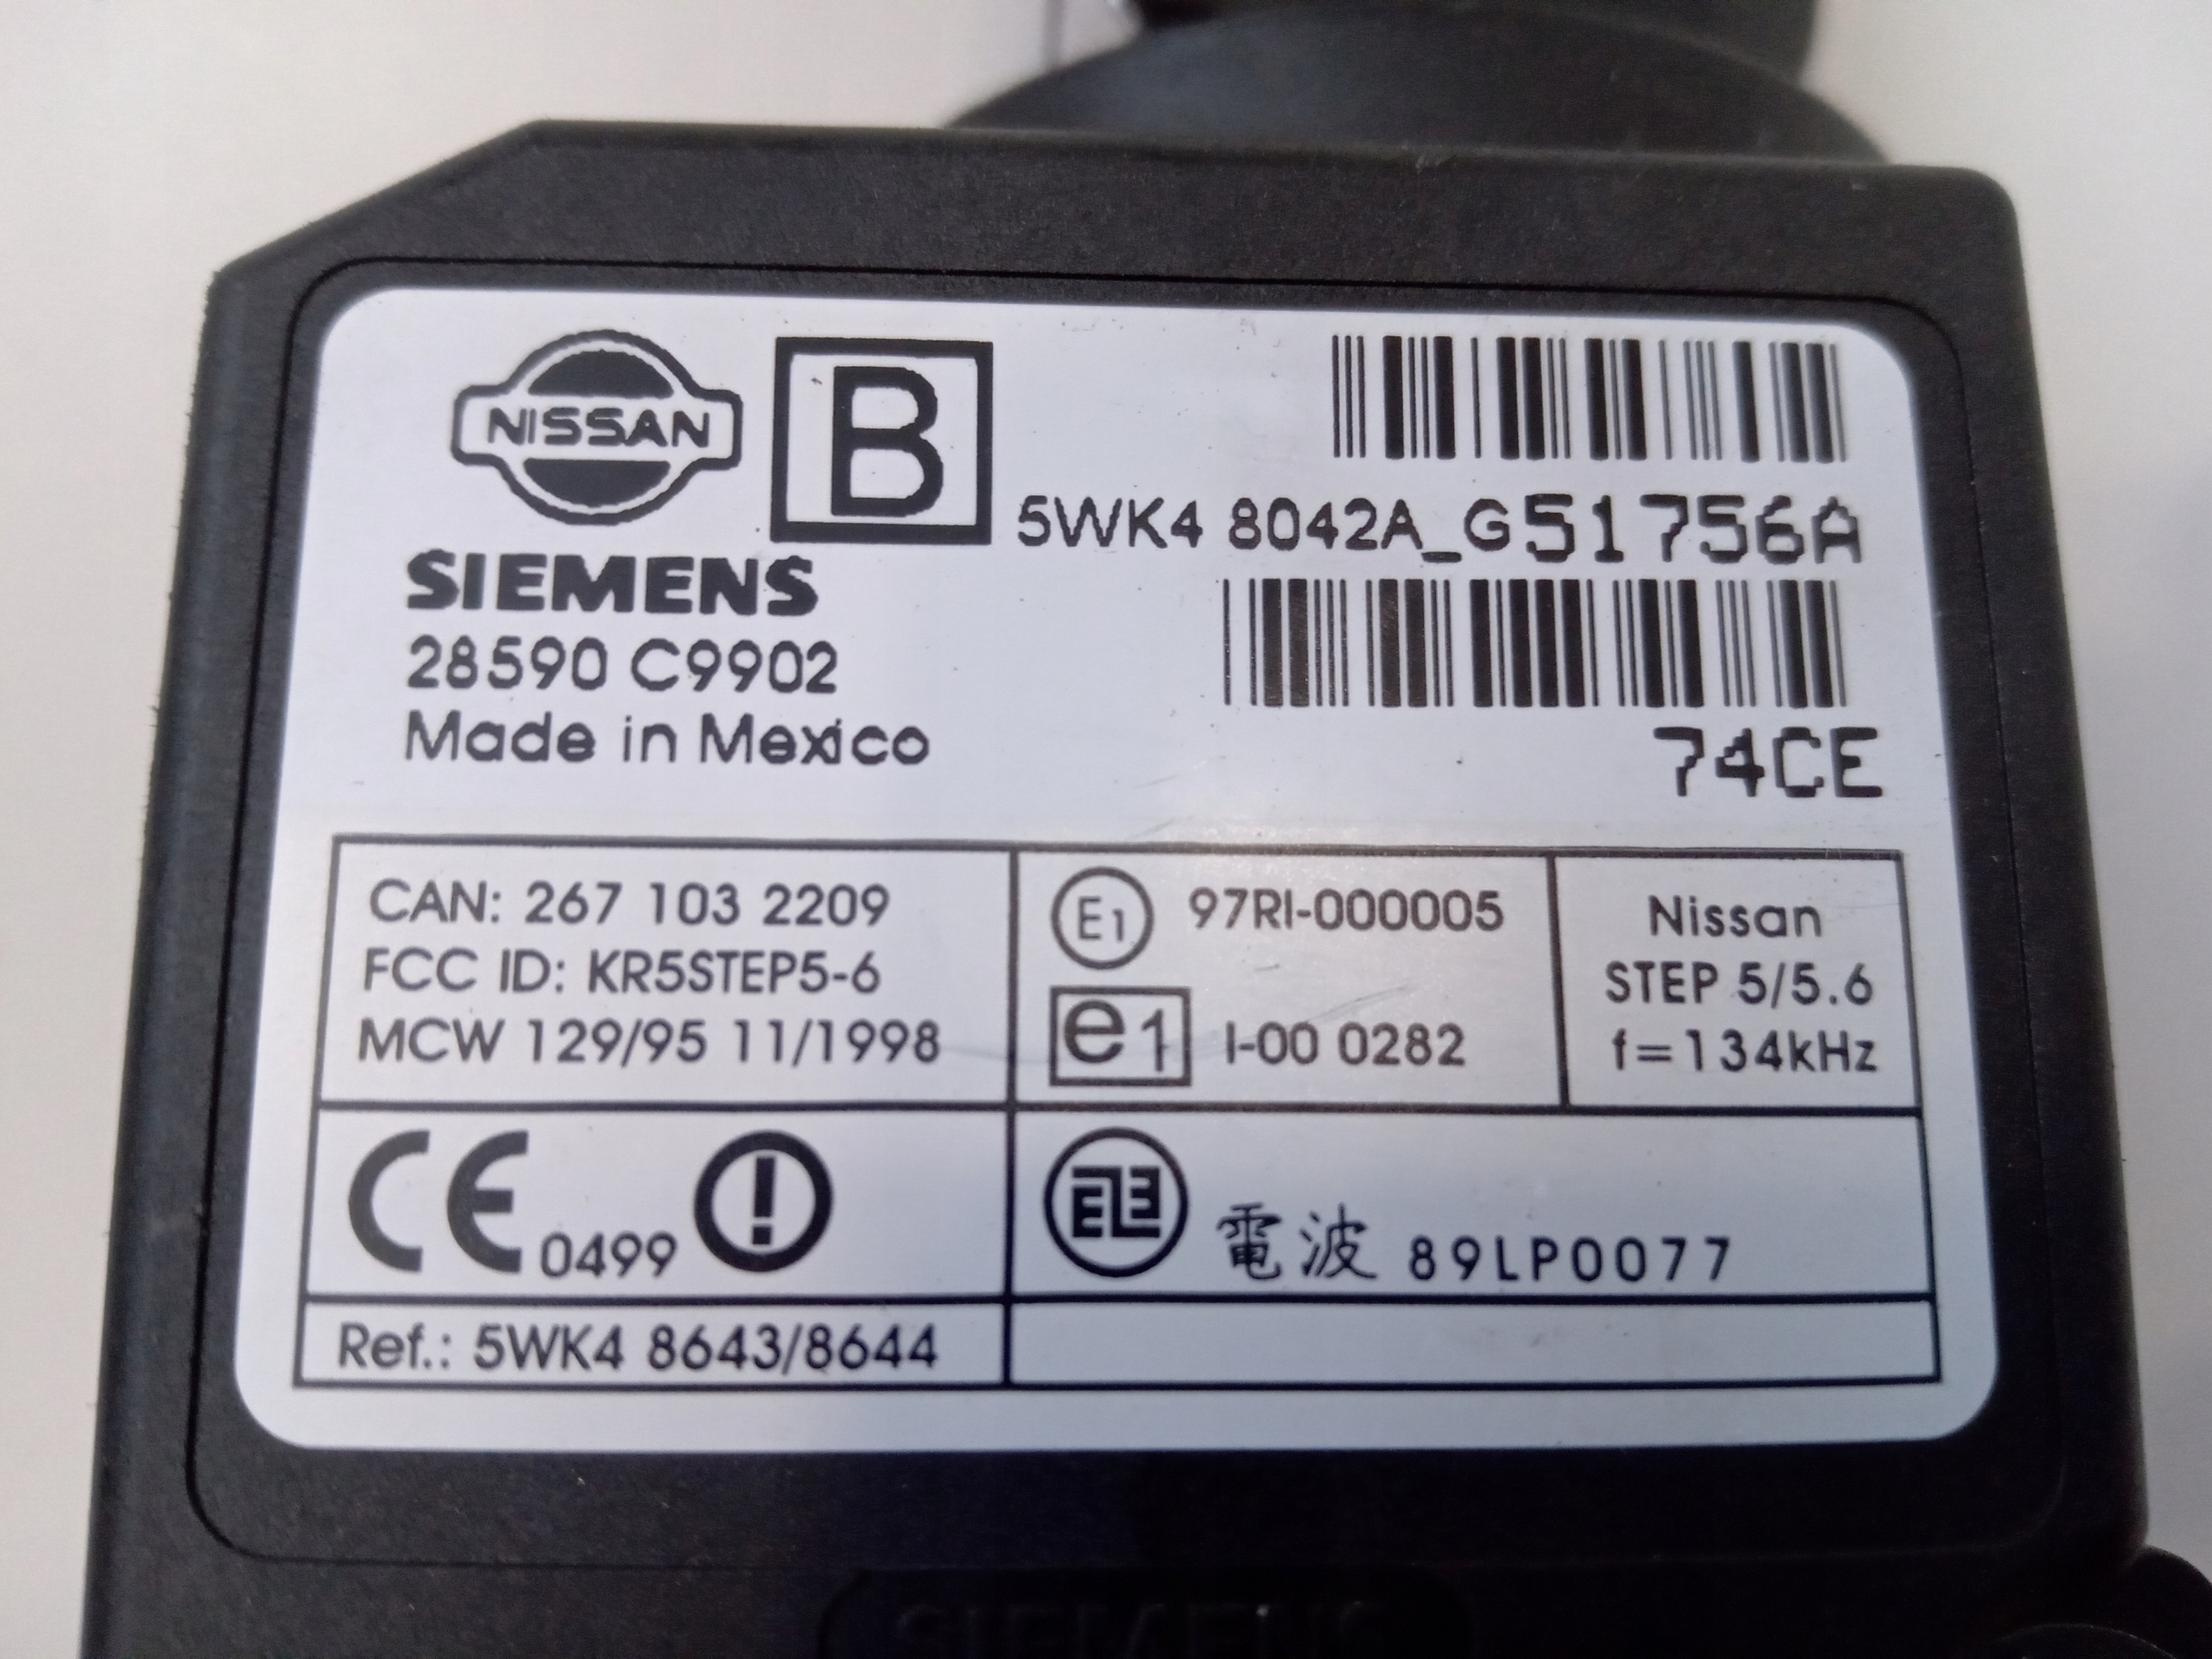 NISSAN
B
5WK4 8042A_G51756A
SIEMENS
28590 C9902
Made in Mexico
74CE
CAN: 267 103 2209
FCC ID: KR5STEP5-6
MCW 129/95 11/1998
E1 97RI-000005
e1 I-00 0282
Nissan
STEP 5/5.6
f=134kHz
CE 0499 !
電波 89LP0077
Ref.: 5WK4 8643/8644
SIEMENS